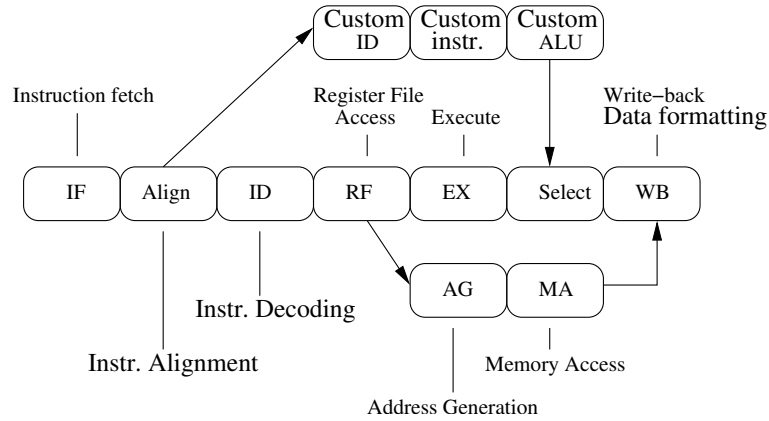 Custom
ID
Custom
instr.
Custom
ALU
Instruction fetch
Register File
Access
Execute
Write−back
Data formatting
IF
Align
ID
RF
EX
Select
WB
AG
MA
Instr. Decoding
Instr. Alignment
Memory Access
Address Generation